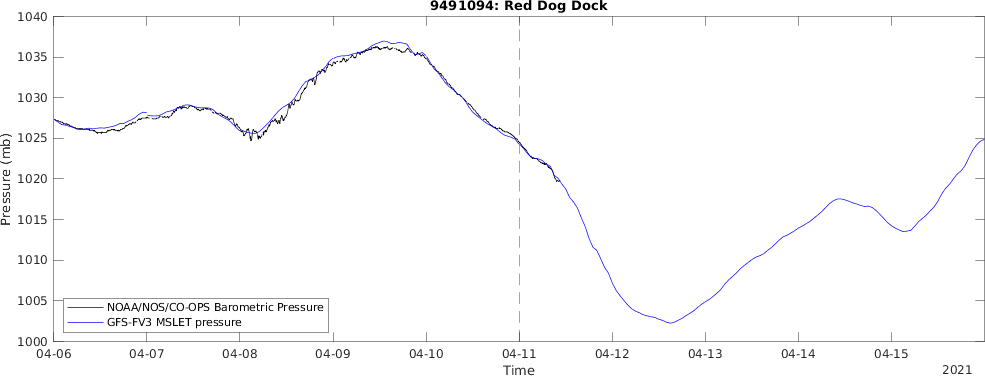 9491094: Red Dog Dock
1040
1035
1030
1025
1020
1015
1010
1005
1000
Pressure (mb)
NOAA/NOS/CO-OPS Barometric Pressure
GFS-FV3 MSLET pressure
04-06 04-07 04-08 04-09 04-10 04-11 04-12 04-13 04-14 04-15
Time
2021